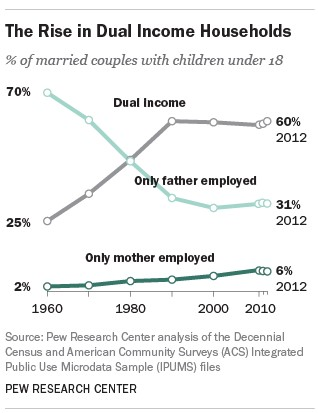 The Rise in Dual Income Households
% of married couples with children under 18
70%
Dual Income
60%
2012
Only father employed
31%
2012
25%
Only mother employed
6%
2012
2%
1960
1980
2000
2010
Source: Pew Research Center analysis of the Decennial
Census and American Community Surveys (ACS) Integrated
Public Use Microdata Sample (IPUMS) files
PEW RESEARCH CENTER